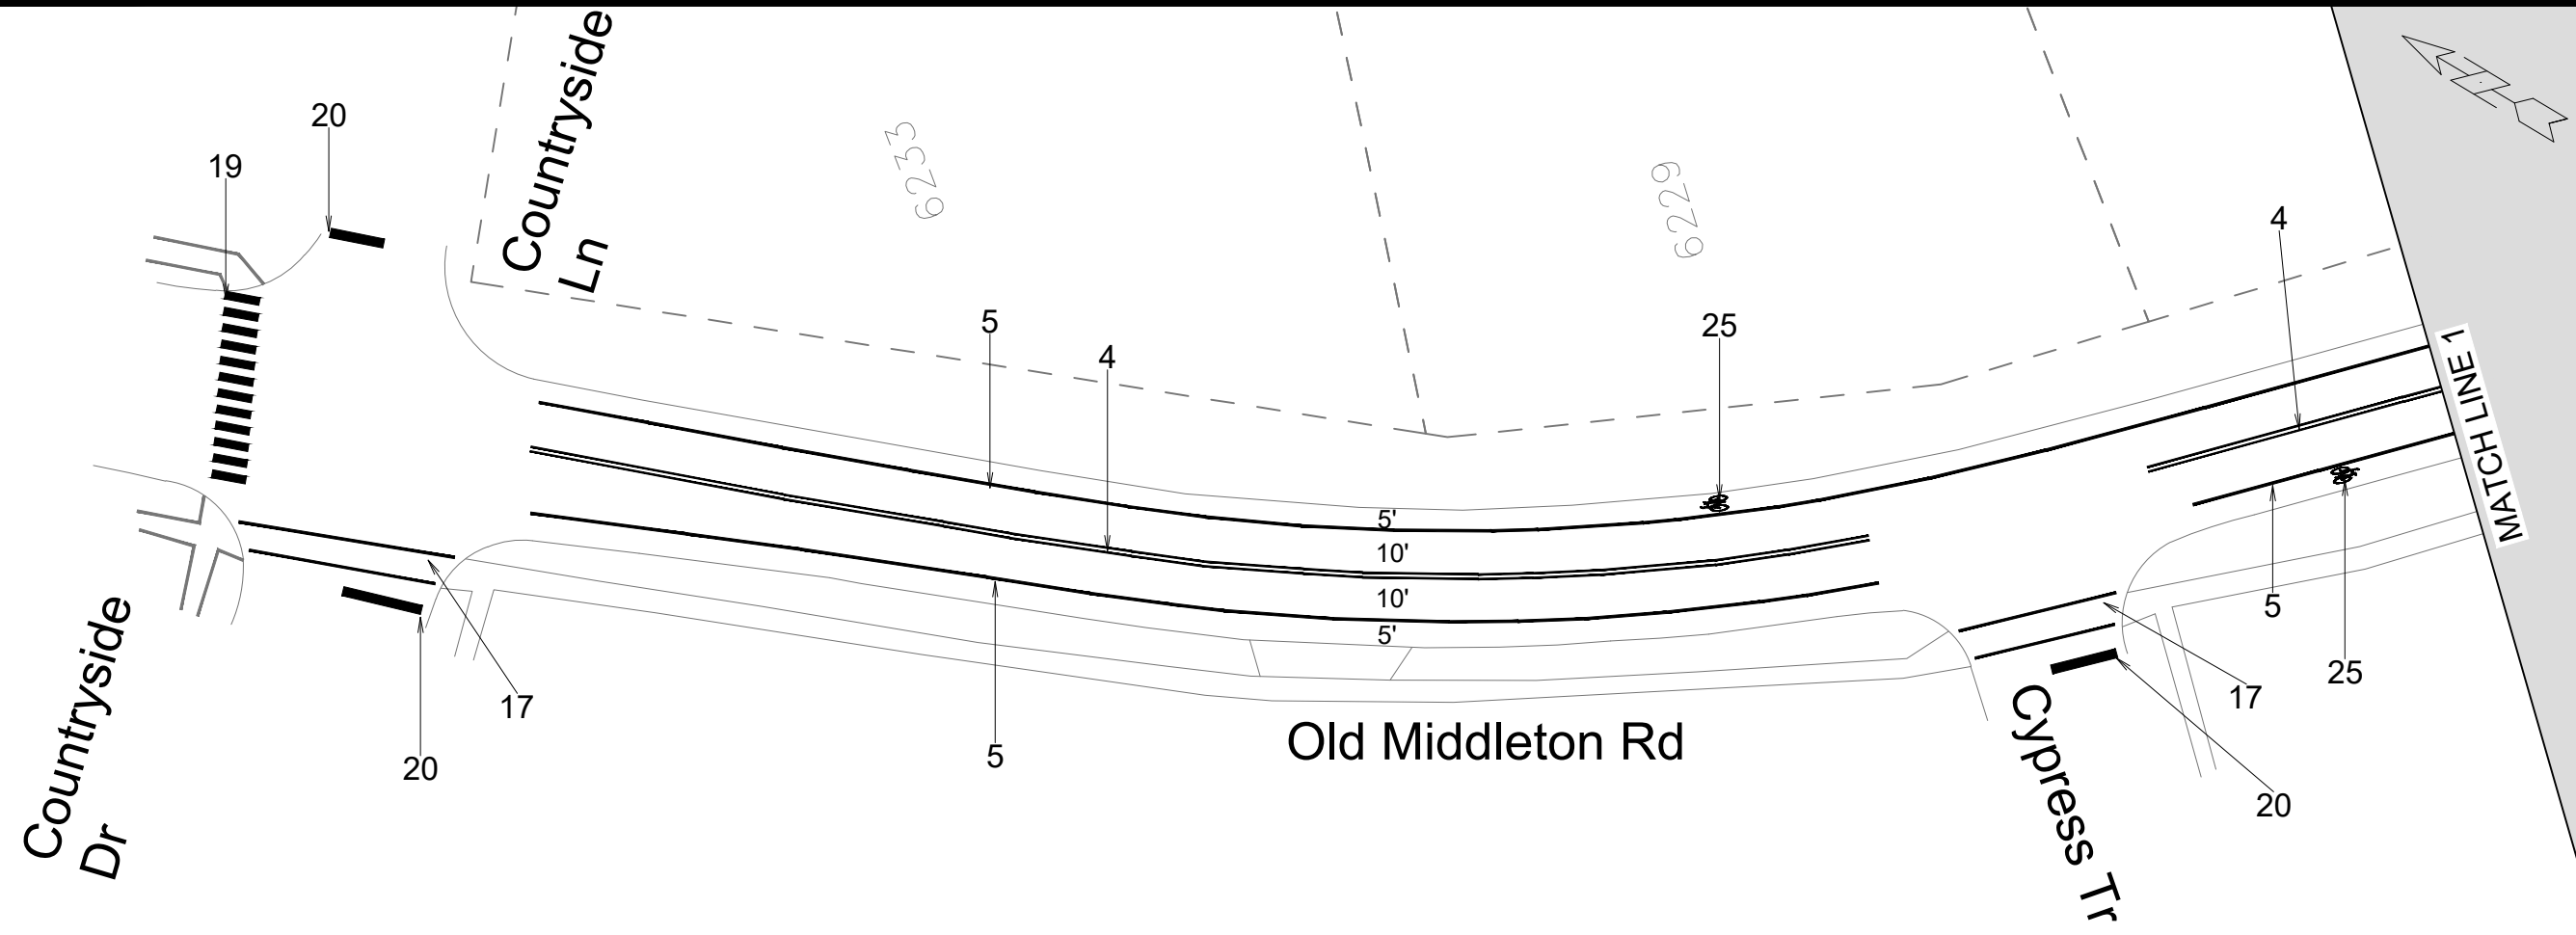 Countryside
Ln
20
19
6233
6229
5
4
25
4
MATCH LINE 1
5'
10'
10'
5'
17
20
5
Old Middleton Rd
Countryside
Dr
5
25
17
20
Cypress Tr